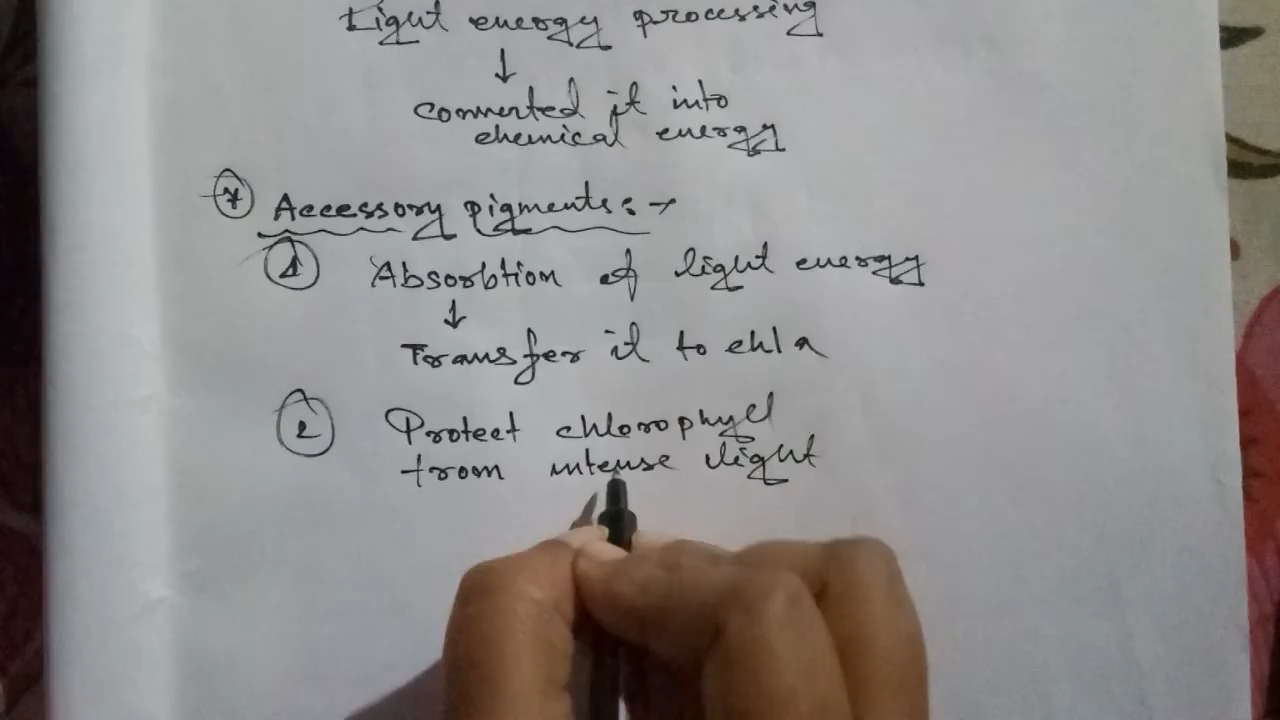 Light energy processing
↓
Converted it into
chemical energy
* Accessory pigments:→
1 Absorbtion of light energy
↓
Transfer it to chl a
2 Protect chlorophyll
from intense light